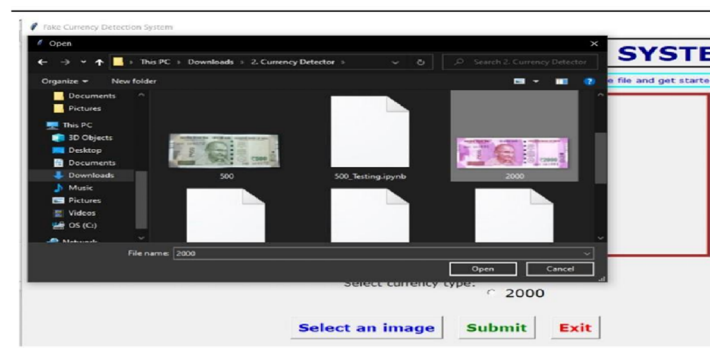 Fake Currency Detection System
Open
This PC > Downloads > 2. Currency Detector >
Search 2. Currency Detector
SYSTE
Organize
New folder
e file and get starte
Documents
Pictures
This PC
3D Objects
Desktop
Documents
Downloads
Music
Pictures
Videos
OS (C:)
Network
500
500_Testing.ipynb
2000
File name:
2000
Open
Cancel
Select currency type:
2000
Select an image
Submit
Exit